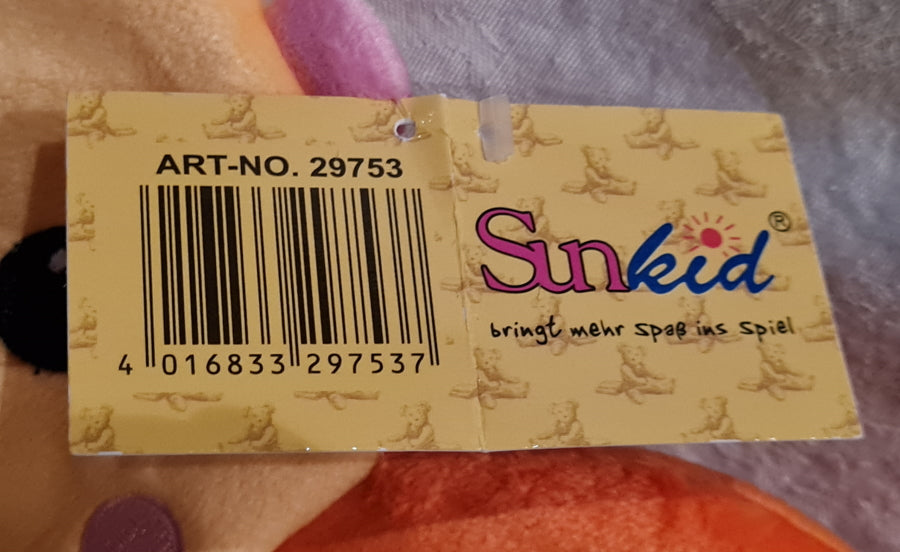 ART-NO. 29753
4 016833 297537
Sunkid®
bringt mehr Spaß ins Spiel